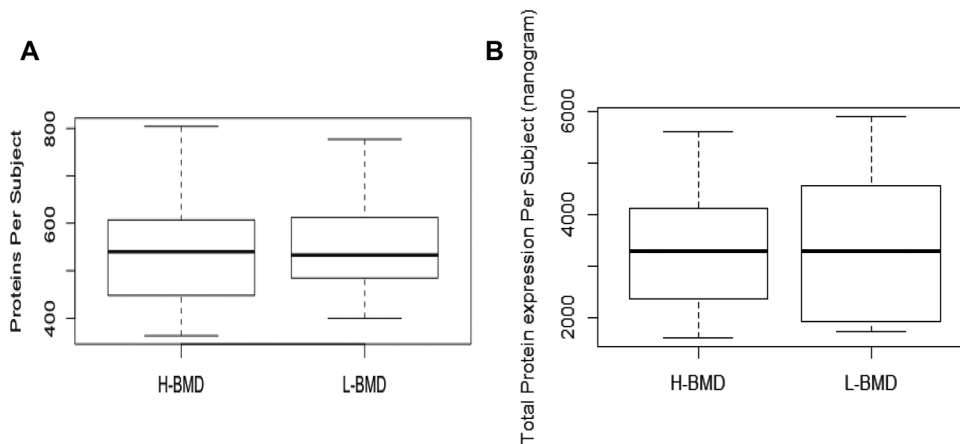 A
Proteins Per Subject
800
600
400
H-BMD
L-BMD
B
Total Protein expression Per Subject (nanogram)
6000
4000
2000
H-BMD
L-BMD